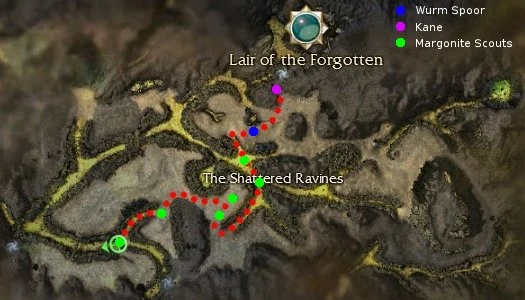 Wurm Spoor
Kane
Margonite Scouts
Lair of the Forgotten
The Shattered Ravines